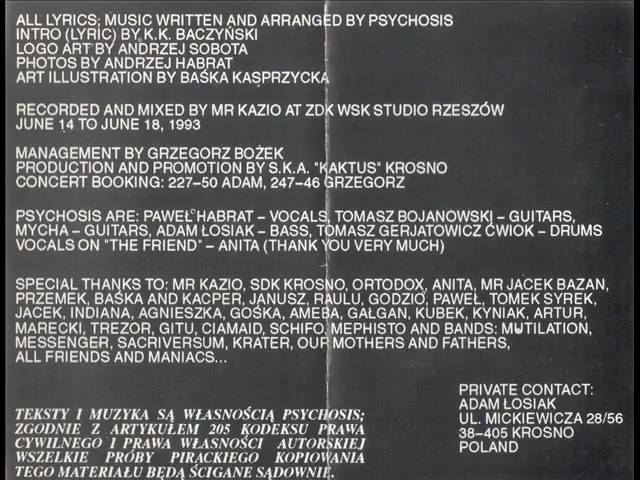 ALL LYRICS, MUSIC WRITTEN AND ARRANGED BY PSYCHOSIS
INTRO (LYRIC) BY K.K. BACZYŃSKI
LOGO ART BY ANDRZEJ SOBOTA
PHOTOS BY ANDRZEJ HABRAT
ART ILLUSTRATION BY BAŚKA KASPRZYCKA
RECORDED AND MIXED BY MR KAZIO AT ZDK WSK STUDIO RZESZÓW
JUNE 14 TO JUNE 18, 1993
MANAGEMENT BY GRZEGORZ BOŻEK
PRODUCTION AND PROMOTION BY S.K.A. "KAKTUS" KROSNO
CONCERT BOOKING: 227–50 ADAM, 247–46 GRZEGORZ
PSYCHOSIS ARE: PAWEŁ HABRAT – VOCALS, TOMASZ BOJANOWSKI – GUITARS,
MYCHA – GUITARS, ADAM ŁOSIAK – BASS, TOMASZ GERJATOWICZ ĆWIOK – DRUMS
VOCALS ON "THE FRIEND" – ANITA (THANK YOU VERY MUCH)
SPECIAL THANKS TO: MR KAZIO, SDK KROSNO, ORTODOX, ANITA, MR JACEK BAZAN,
PRZEMEK, BAŚKA AND KACPER, JANUSZ, RAULU, GODZIO, PAWEŁ, TOMEK SYREK,
JACEK, INDIANA, AGNIESZKA, GOŚKA, AMEBA, GAŁGAN, KUBEK, KYNIAK, ARTUR,
MARECKI, TREZOR, GITU, CIAMAID, SCHIFO, MEPHISTO AND BANDS: MUTILATION,
MESSENGER, SACRIVERSUM, KRATER, OUR MOTHERS AND FATHERS,
ALL FRIENDS AND MANIACS...
PRIVATE CONTACT:
ADAM ŁOSIAK
UL. MICKIEWICZA 28/56
38–405 KROSNO
POLAND
TEKSTY I MUZYKA SĄ WŁASNOŚCIĄ PSYCHOSIS;
ZGODNIE Z ARTYKUŁEM 205 KODEKSU PRAWA
CYWILNEGO I PRAWA WŁASNOŚCI AUTORSKIEJ
WSZELKIE PRÓBY PIRACKIEGO KOPIOWANIA
TEGO MATERIAŁU BĘDĄ ŚCIGANE SĄDOWNIE.